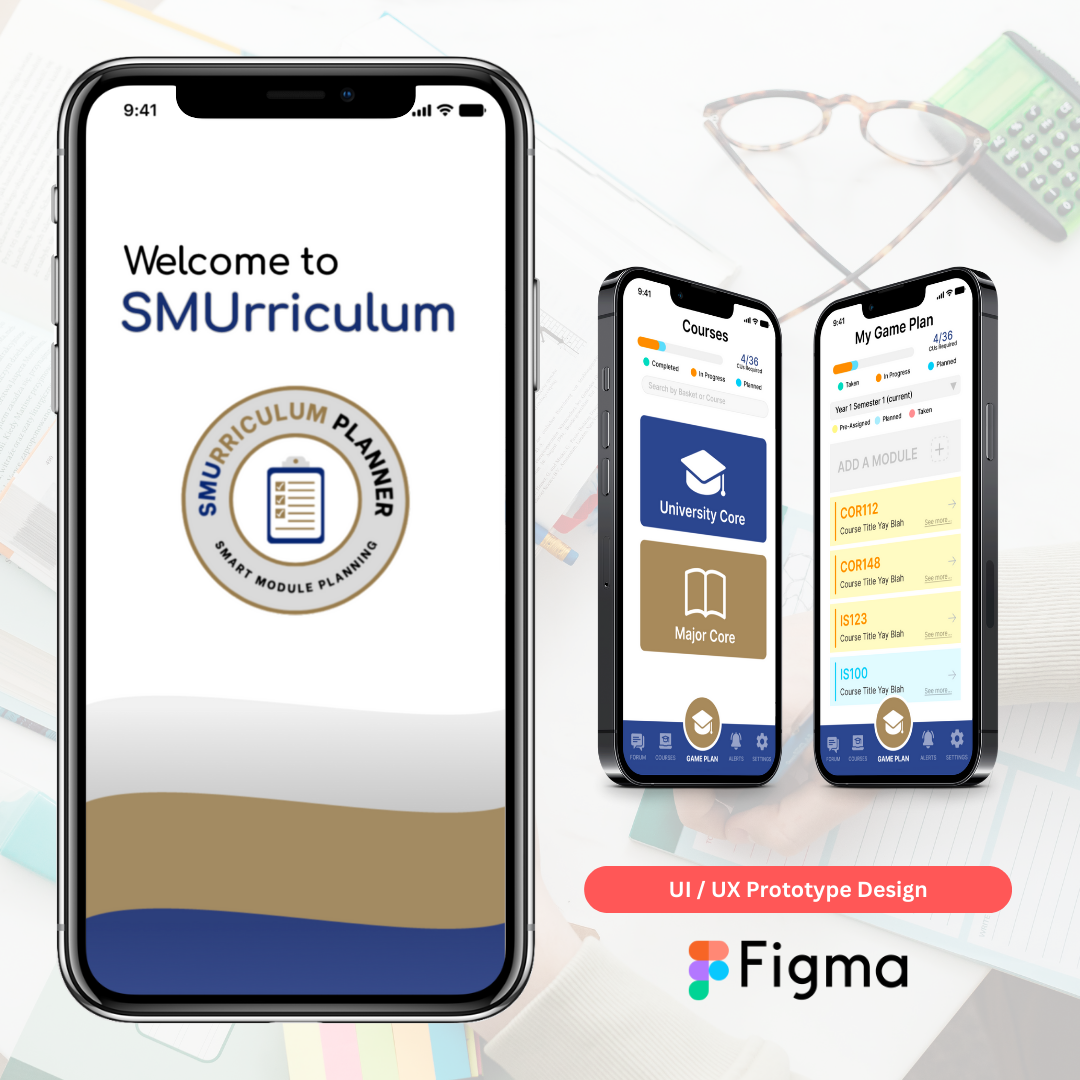 9:41
Welcome to
SMUrriculum
SMURRICULUM PLANNER
SMART MODULE PLANNING
9:41
Courses
4/36
CUs Required
Completed
In Progress
Planned
Search by Basket or Course
University Core
Major Core
FORUM
COURSES
GAME PLAN
ALERTS
SETTINGS
9:41
My Game Plan
4/36
CUs Required
Taken
In Progress
Planned
Year 1 Semester 1 (current)
Pre-Assigned
Planned
Taken
ADD A MODULE
COR112
Course Title Yay Blah
See more...
COR148
Course Title Yay Blah
See more...
IS123
Course Title Yay Blah
See more...
IS100
Course Title Yay Blah
See more...
FORUM
COURSES
GAME PLAN
ALERTS
SETTINGS
UI / UX Prototype Design
Figma